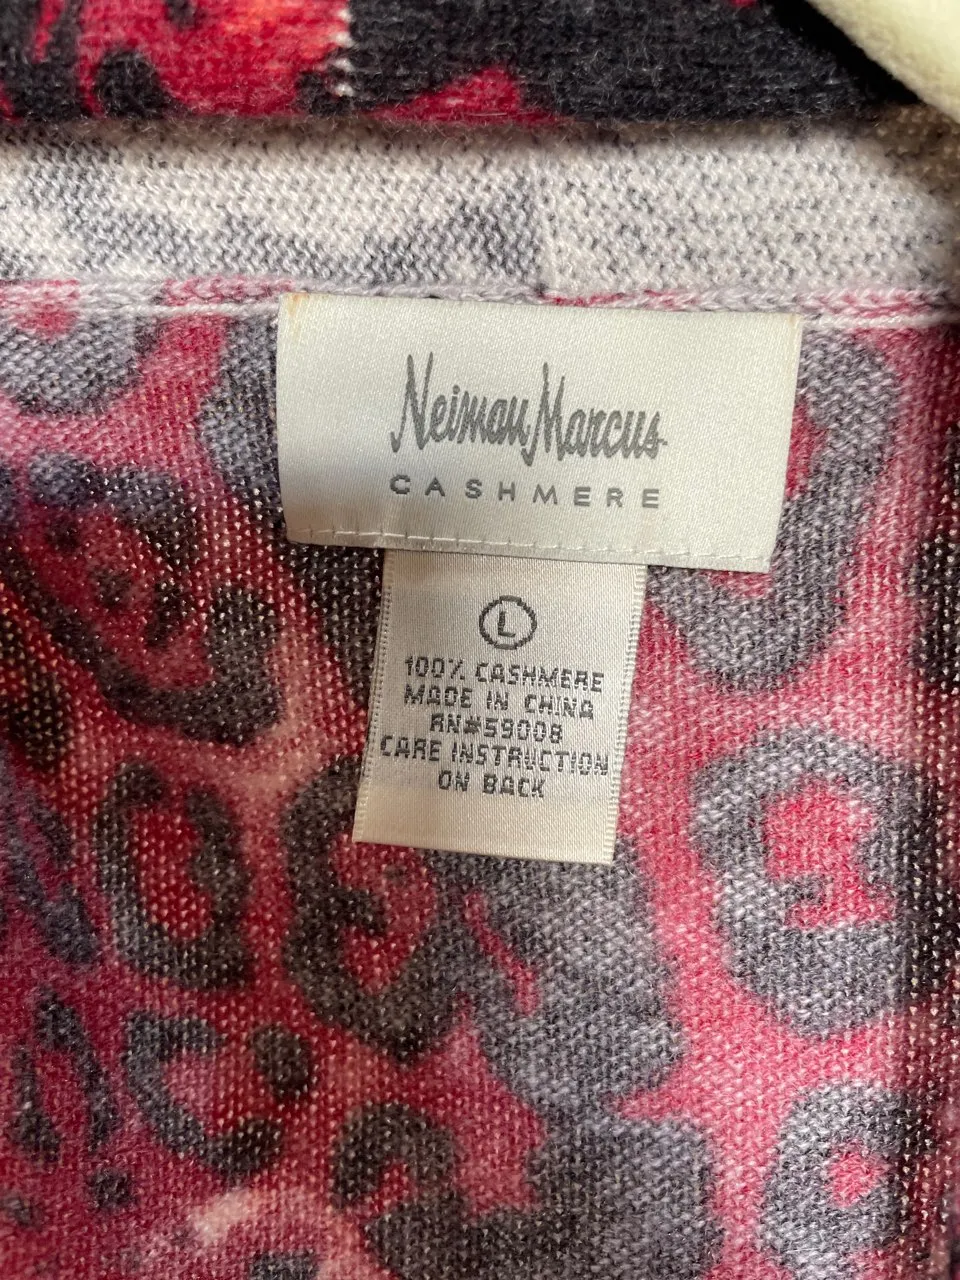 Neiman Marcus
CASHMERE
L
100% CASHMERE
MADE IN CHINA
RN#59008
CARE INSTRUCTION
ON BACK